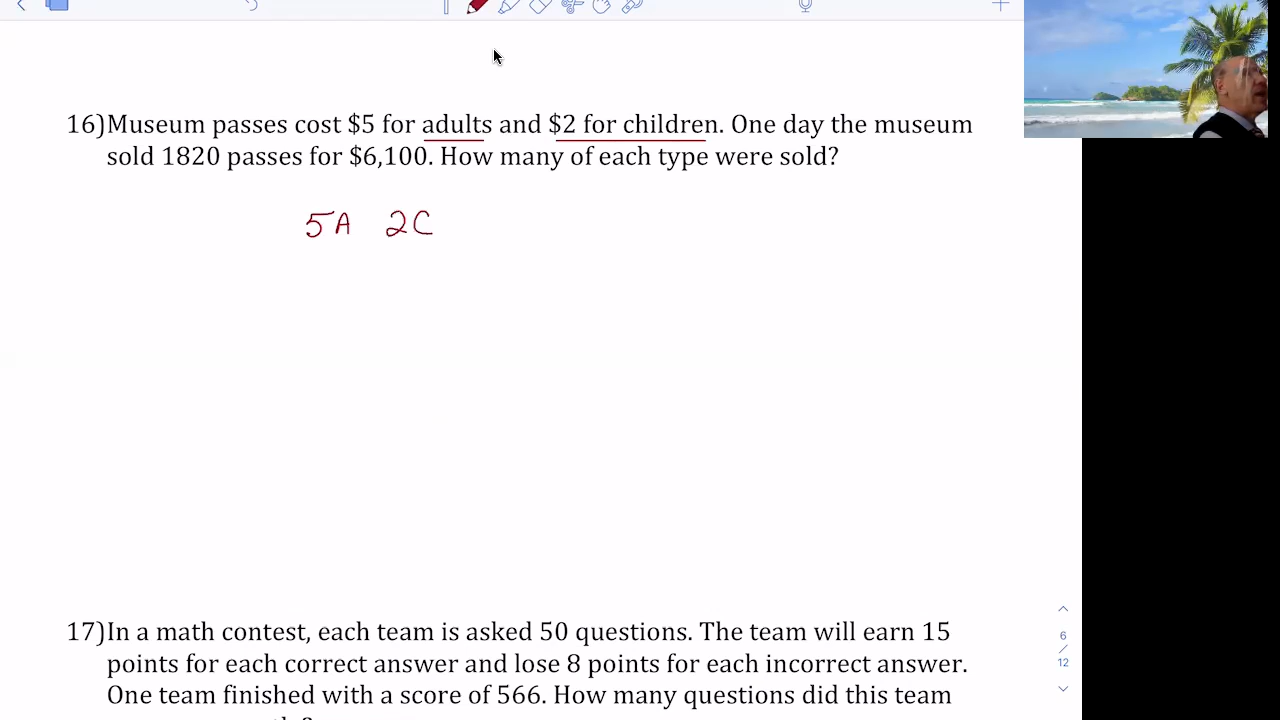 16)Museum passes cost $5 for adults and $2 for children. One day the museum
sold 1820 passes for $6,100. How many of each type were sold?
5A 2C
17)In a math contest, each team is asked 50 questions. The team will earn 15
points for each correct answer and lose 8 points for each incorrect answer.
One team finished with a score of 566. How many questions did this team
6
/
12